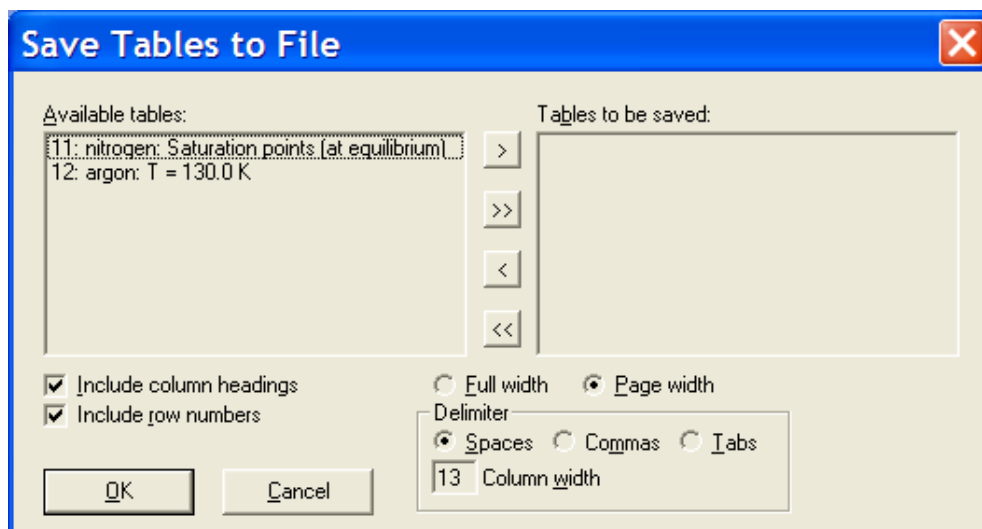 Save Tables to File
Available tables:
Tables to be saved:
11: nitrogen: Saturation points (at equilibrium)
12: argon: T = 130.0 K
>
>>
<
<<
Include column headings
Include row numbers
Full width Page width
Delimiter
Spaces Commas Tabs
13 Column width
OK Cancel